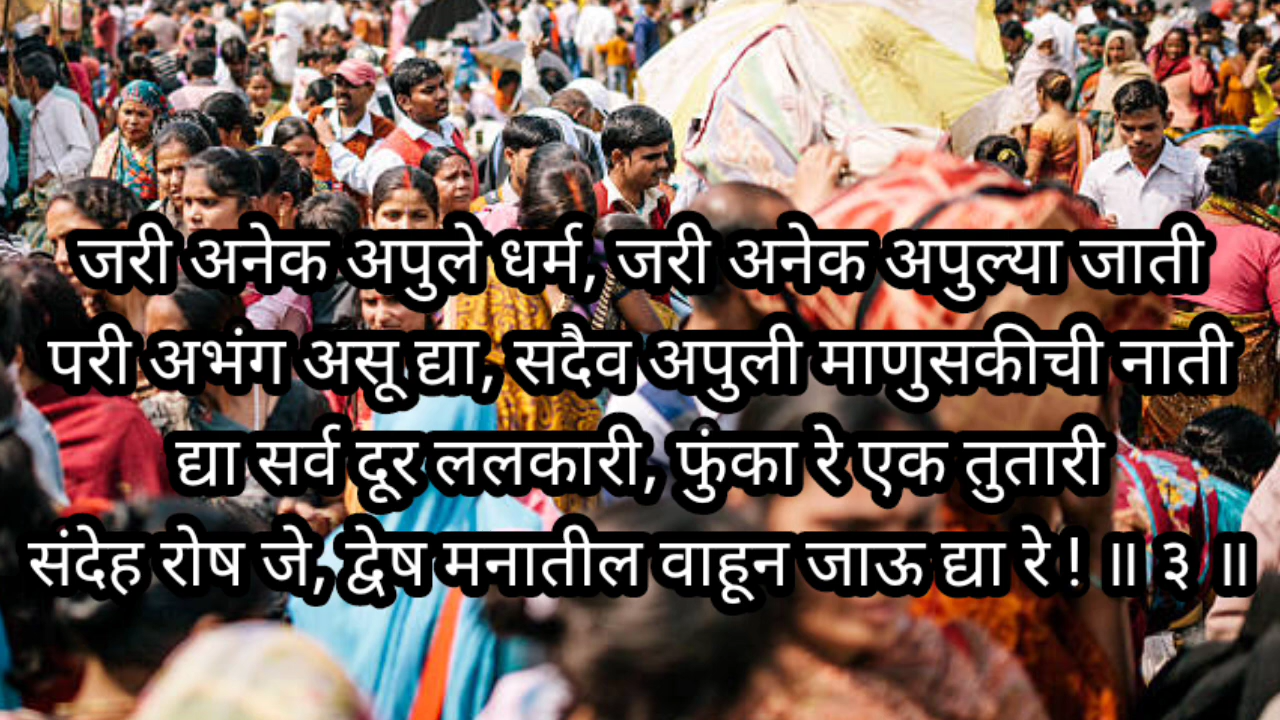 जरी अनेक अपुले धर्म, जरी अनेक अपुल्या जाती
परी अभंग असू द्या, सदैव अपुली माणुसकीची नाती
द्या सर्व दूर ललकारी, फुंका रे एक तुतारी
संदेह रोष जे, द्वेष मनातील वाहून जाऊ द्या रे ! ॥ ३ ॥